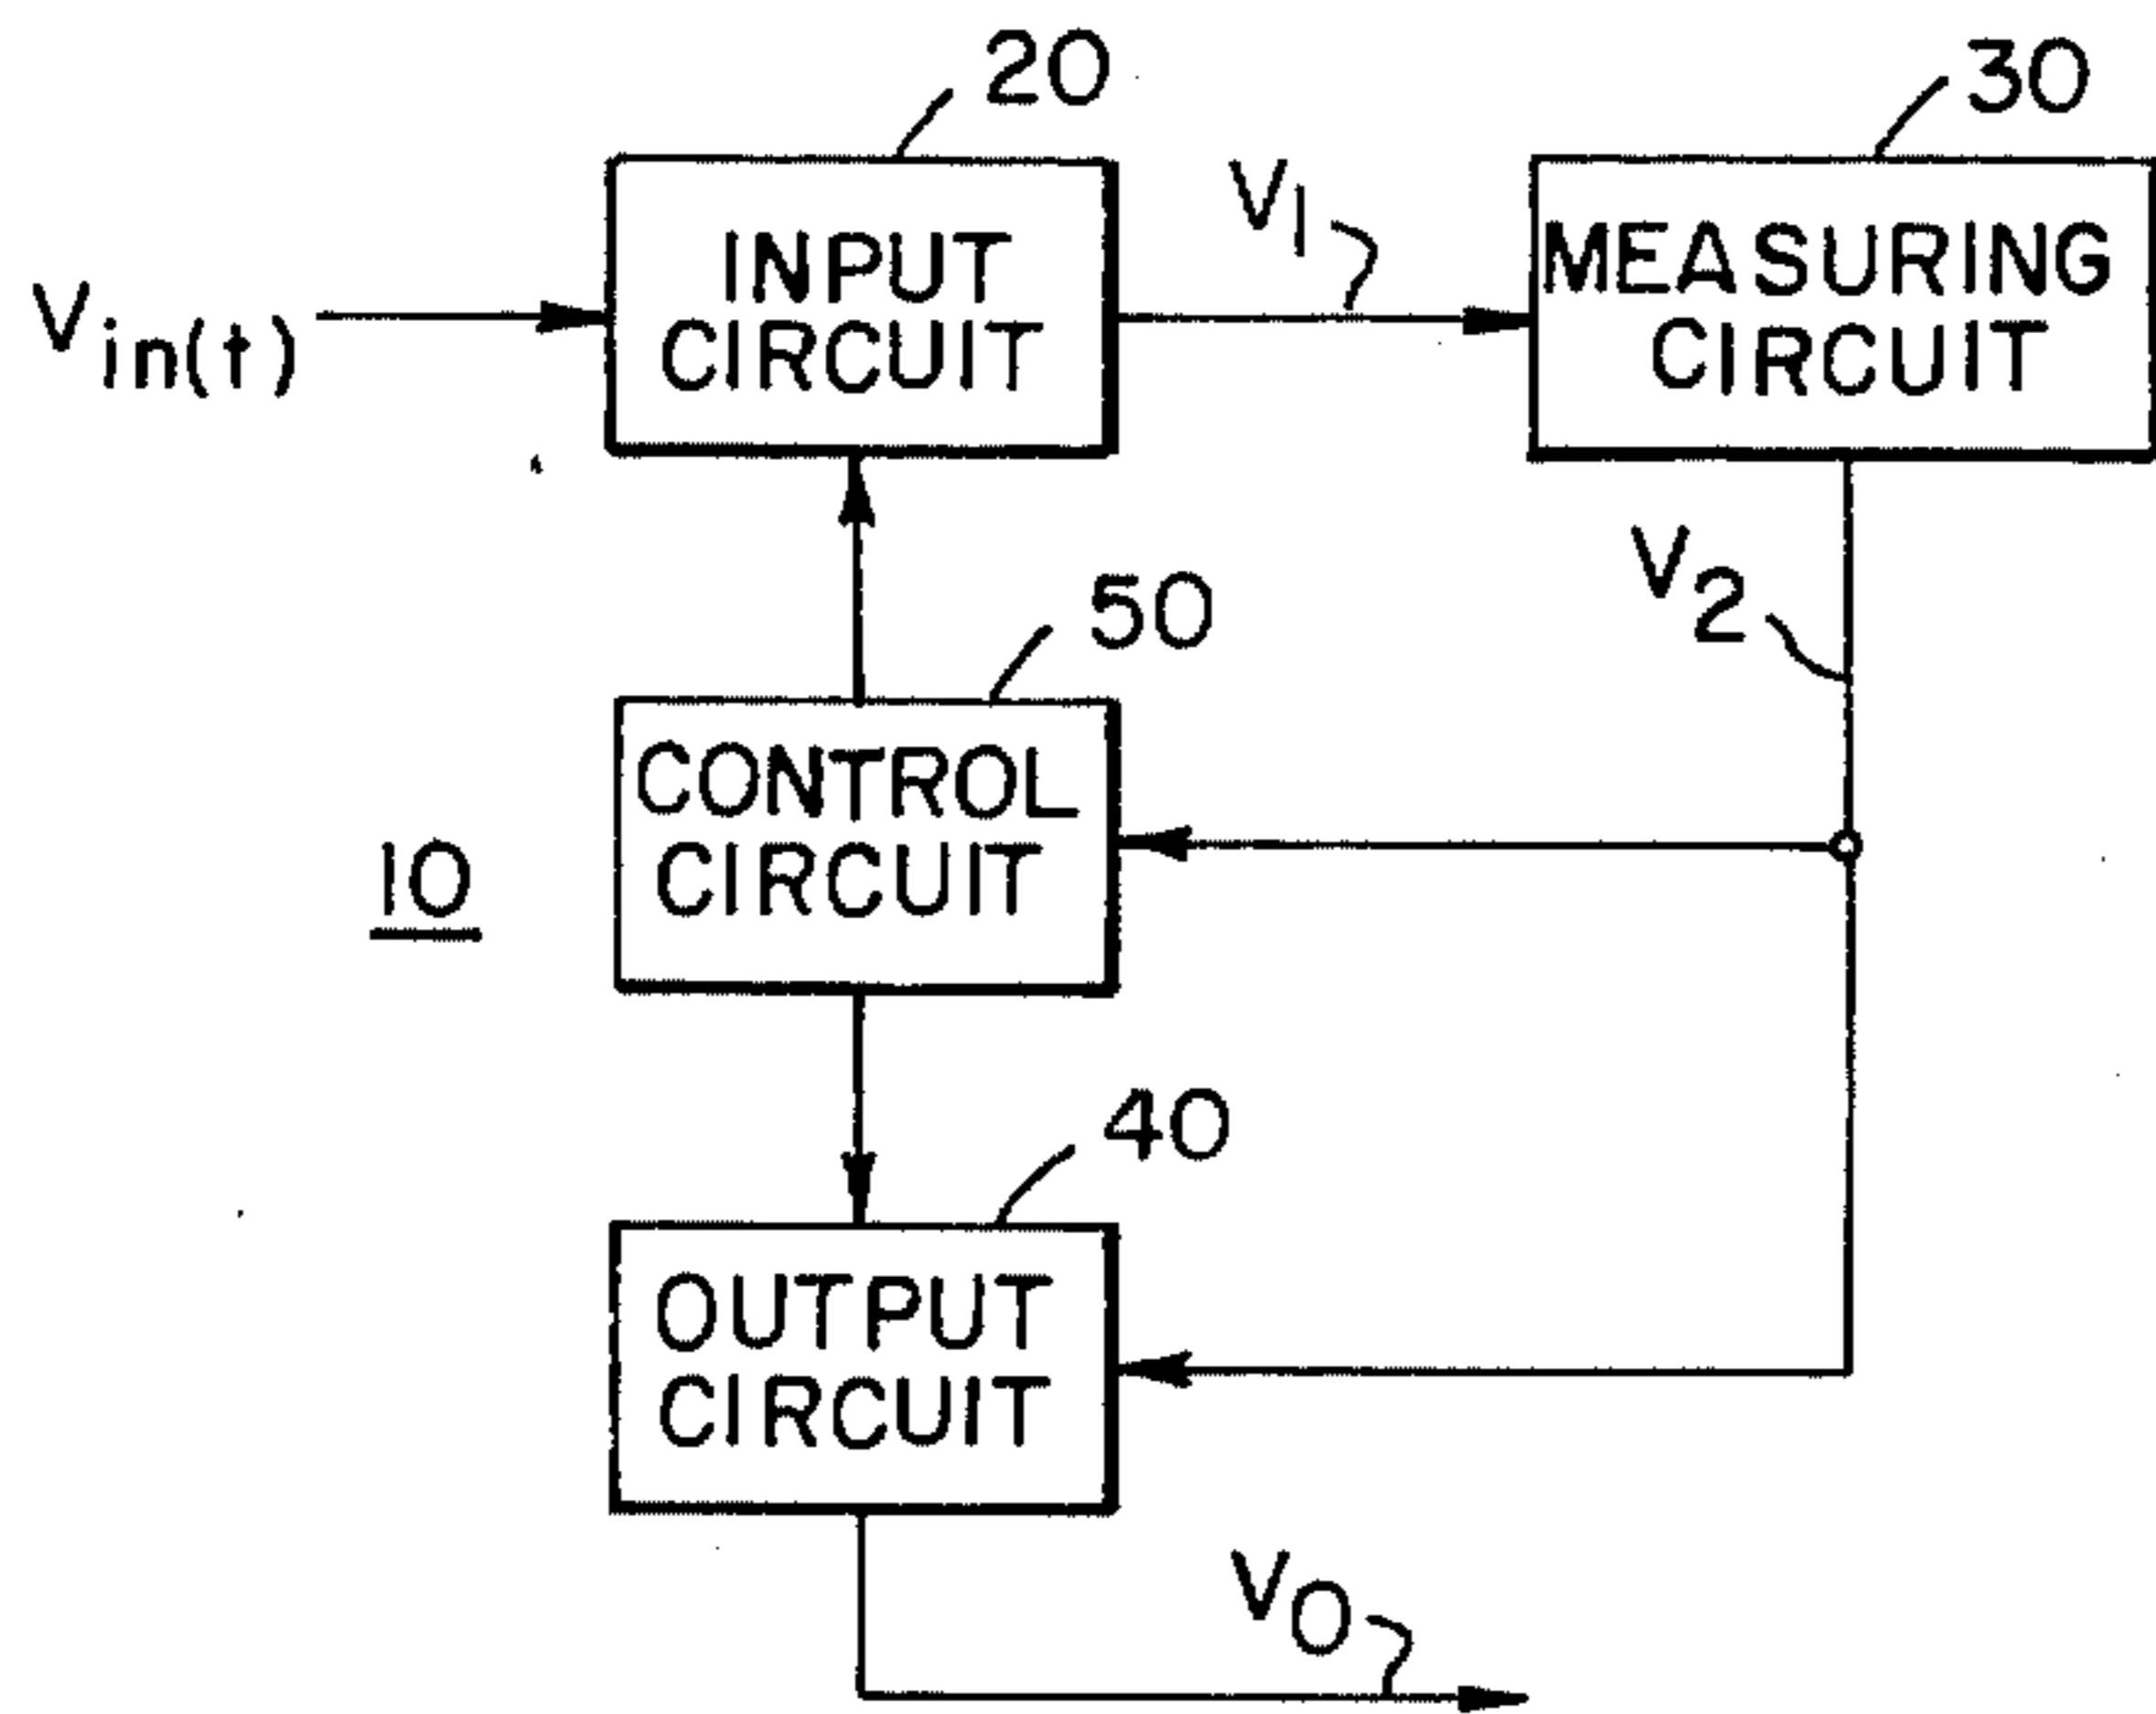 20
30
V1
INPUT
CIRCUIT
MEASURING
CIRCUIT
Vin(t)
V2
50
CONTROL
CIRCUIT
10
40
OUTPUT
CIRCUIT
VO